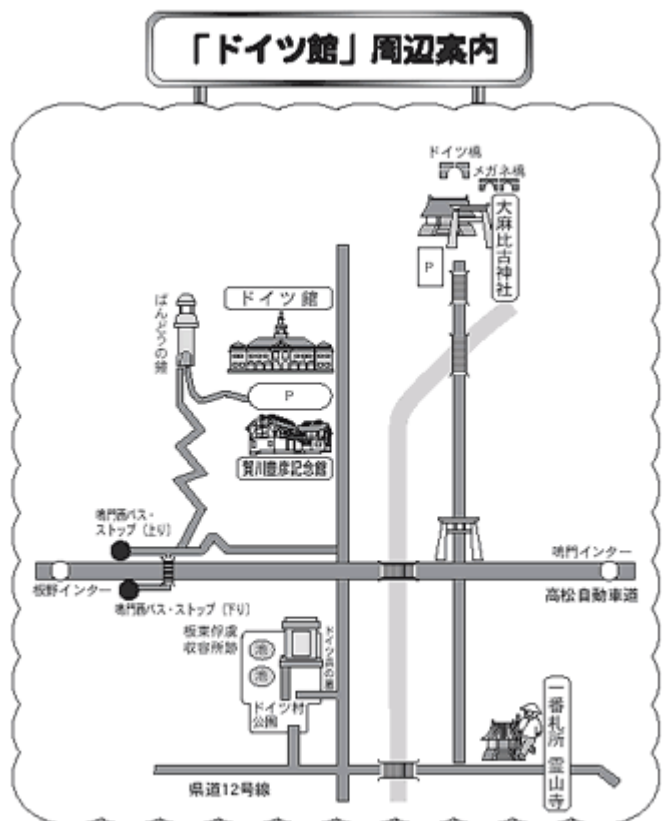 「ドイツ館」周辺案内
ドイツ橋
メガネ橋
大麻比古神社
P
ドイツ館
ばんどうの鐘
P
賀川豊彦記念館
鳴門西バス・
ストップ（上り）
鳴門インター
板野インター
高松自動車道
鳴門西バス・ストップ（下り）
板東俘虜
収容所跡
ドイツ兵の墓
池
池
ドイツ村
公園
一番札所 霊山寺
県道12号線